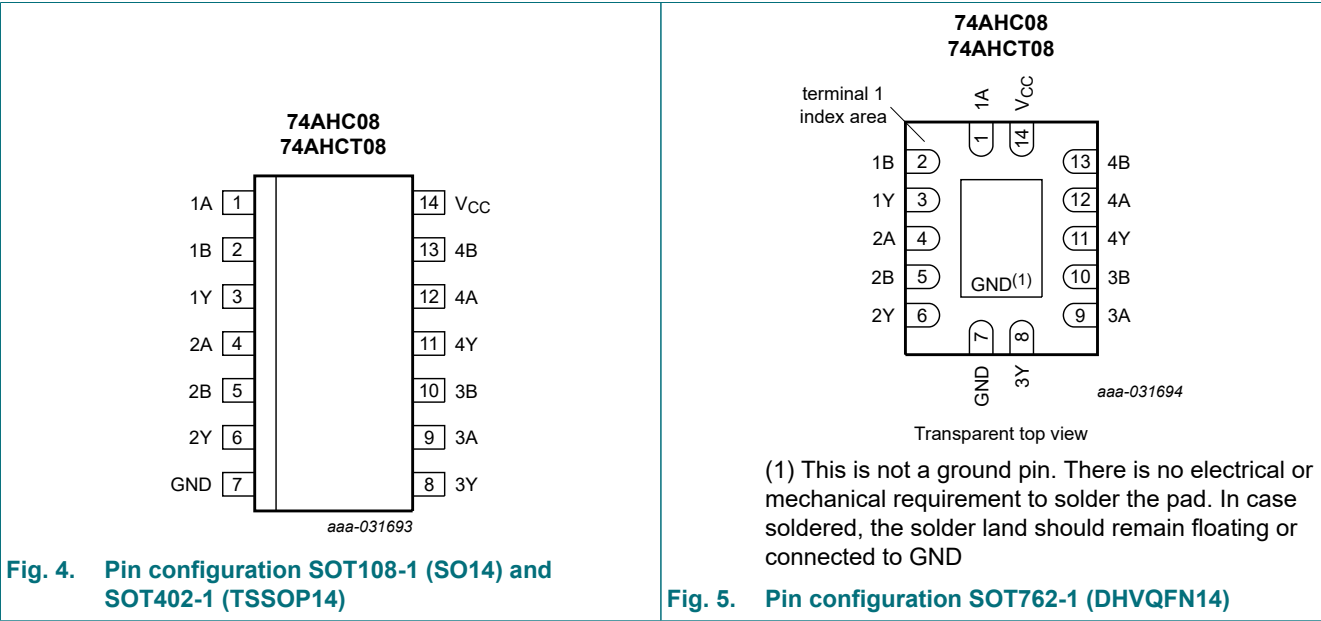 74AHC08
74AHCT08
1A 1
14 VCC
1B 2
13 4B
1Y 3
12 4A
2A 4
11 4Y
2B 5
10 3B
2Y 6
9 3A
GND 7
8 3Y
aaa-031693
Fig. 4. Pin configuration SOT108-1 (SO14) and
SOT402-1 (TSSOP14)
74AHC08
74AHCT08
terminal 1
index area
1A
VCC
1
14
1B 2
13 4B
1Y 3
12 4A
2A 4
11 4Y
2B 5
GND(1)
10 3B
2Y 6
9 3A
7
8
GND
3Y
aaa-031694
Transparent top view
(1) This is not a ground pin. There is no electrical or
mechanical requirement to solder the pad. In case
soldered, the solder land should remain floating or
connected to GND
Fig. 5. Pin configuration SOT762-1 (DHVQFN14)